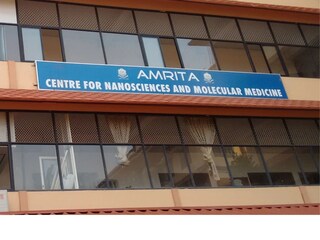 AMRITA
CENTRE FOR NANOSCIENCES AND MOLECULAR MEDICINE